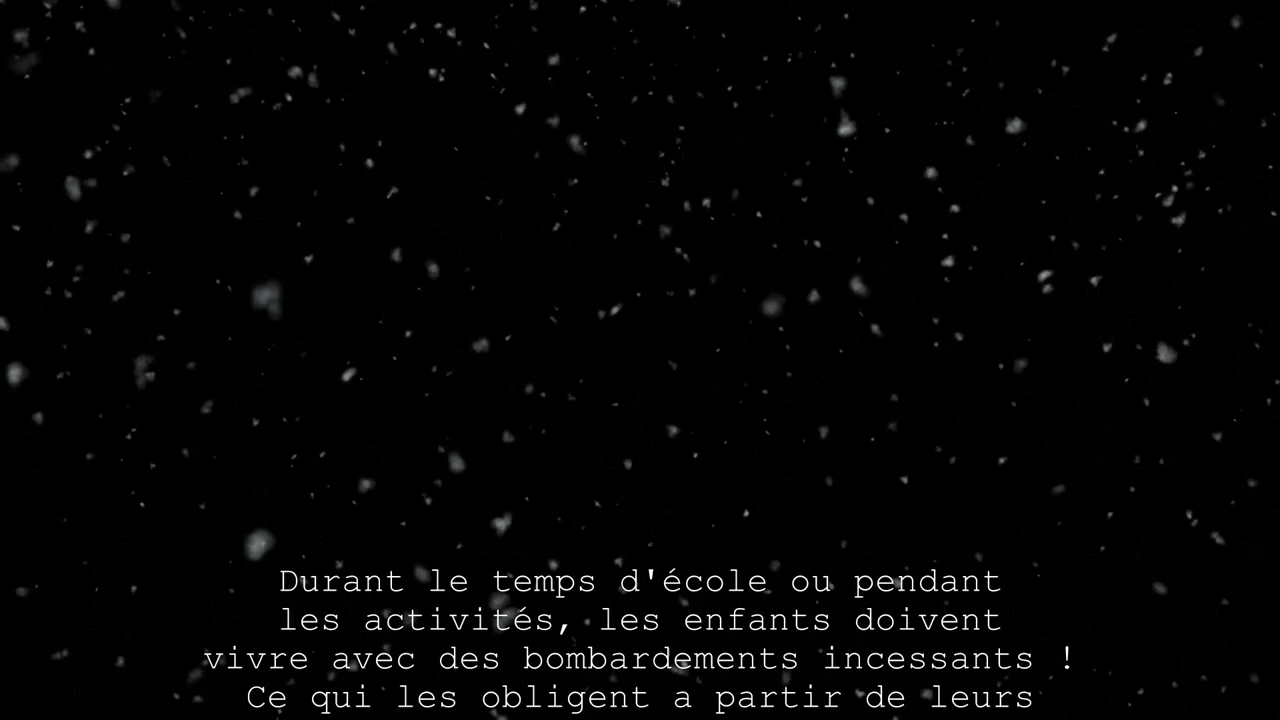 Durant le temps d'école ou pendant
les activités, les enfants doivent
vivre avec des bombardements incessants !
Ce qui les obligent a partir de leurs